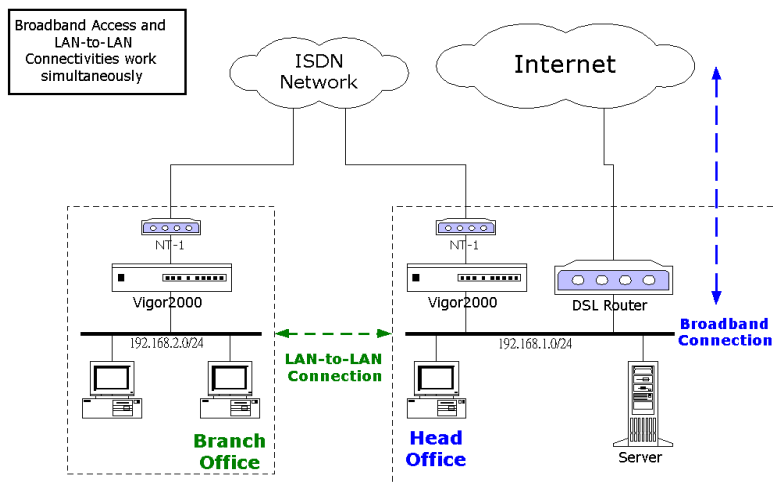 Broadband Access and
LAN-to-LAN
Connectivities work
simultaneously
ISDN
Network
Internet
NT-1
NT-1
Vigor2000
Vigor2000
DSL Router
192.168.2.0/24
192.168.1.0/24
LAN-to-LAN
Connection
Broadband
Connection
Branch
Office
Head
Office
Server